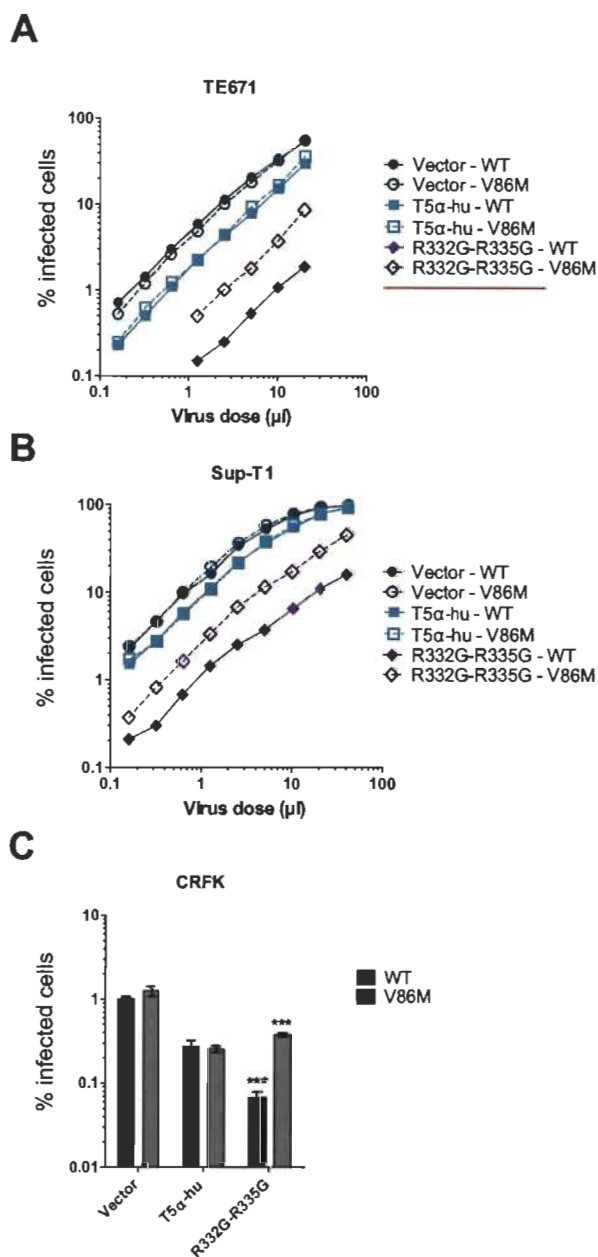 A
TE671
100
10
1
0.1
% infected cells
0.1 1 10 100
Virus dose (µl)
Vector - WT
Vector - V86M
T5α-hu - WT
T5α-hu - V86M
R332G-R335G - WT
R332G-R335G - V86M
B
Sup-T1
100
10
1
0.1
% infected cells
0.1 1 10 100
Virus dose (µl)
Vector - WT
Vector - V86M
T5α-hu - WT
T5α-hu - V86M
R332G-R335G - WT
R332G-R335G - V86M
C
CRFK
10
1
0.1
0.01
% infected cells
***
***
Vector
T5α-hu
R332G-R335G
WT
V86M